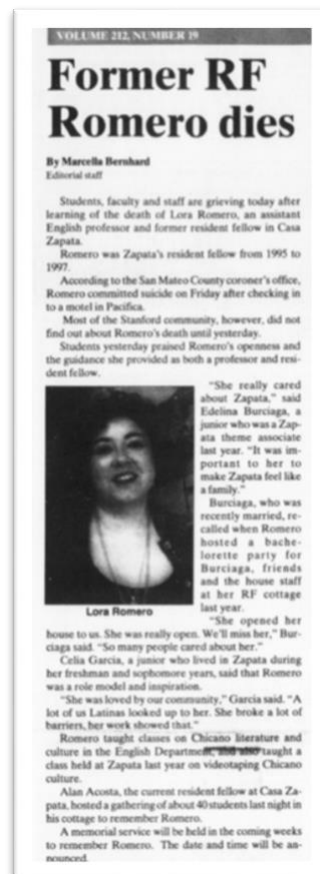 VOLUME 212, NUMBER 19
Former RF
Romero dies
By Marcella Bernhard
Editorial staff
Students, faculty and staff are grieving today after
learning of the death of Lora Romero, an assistant
English professor and former resident fellow in Casa
Zapata.
Romero was Zapata's resident fellow from 1995 to
1997.
According to the San Mateo County coroner's office,
Romero committed suicide on Friday after checking in
to a motel in Pacifica.
Most of the Stanford community, however, did not
find out about Romero's death until yesterday.
Students yesterday praised Romero's openness and
the guidance she provided as both a professor and resi-
dent fellow.
"She really cared
about Zapata," said
Edelina Burciaga, a
junior who was a Zap-
ata theme associate
last year. "It was im-
portant to her to
make Zapata feel like
a family."
Burciaga, who was
recently married, re-
called when Romero
hosted a bache-
lorette party for
Burciaga, friends
and the house staff
at her RF cottage
last year.
Lora Romero
"She opened her
house to us. She was really open. We'll miss her," Bur-
ciaga said. "So many people cared about her."
Celia Garcia, a junior who lived in Zapata during
her freshman and sophomore years, said that Romero
was a role model and inspiration.
"She was loved by our community," Garcia said. "A
lot of us Latinas looked up to her. She broke a lot of
barriers, her work showed that."
Romero taught classes on Chicano literature and
culture in the English Department, and also taught a
class held at Zapata last year on videotaping Chicano
culture.
Alan Acosta, the current resident fellow at Casa Za-
pata, hosted a gathering of about 40 students last night in
his cottage to remember Romero.
A memorial service will be held in the coming weeks
to remember Romero. The date and time will be an-
nounced.